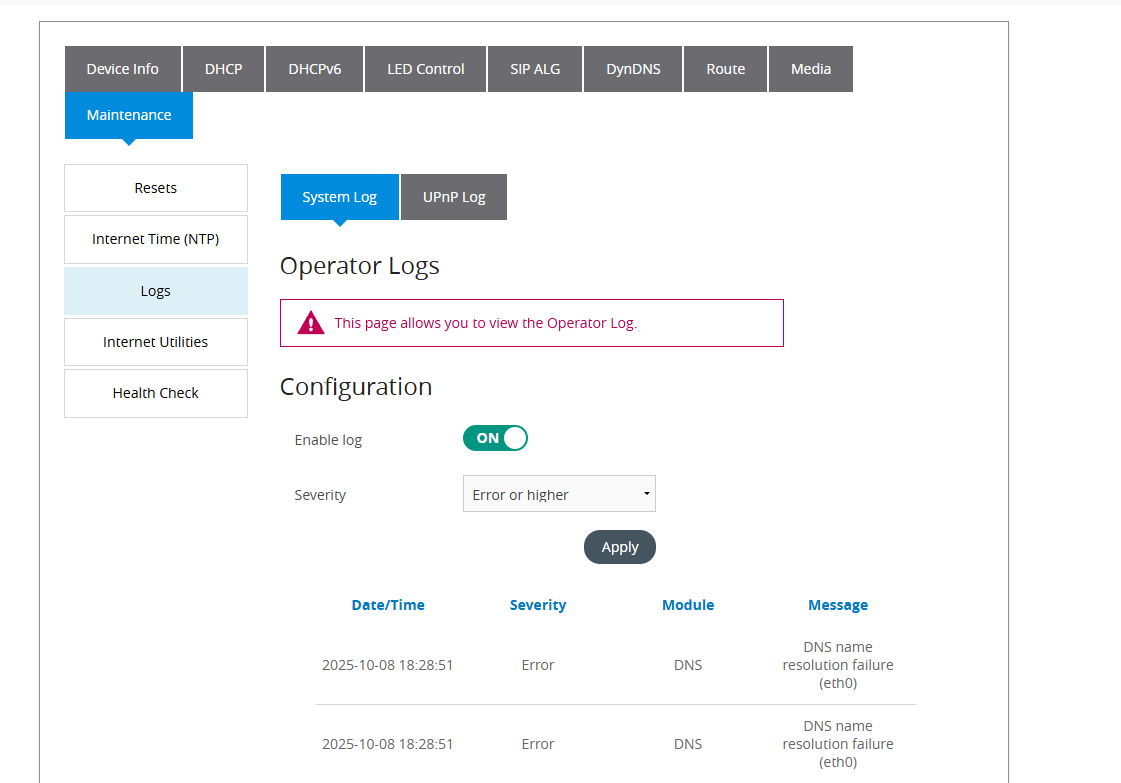 Device Info DHCP DHCPv6 LED Control SIP ALG DynDNS Route Media
Maintenance
Resets
Internet Time (NTP)
Logs
Internet Utilities
Health Check
System Log UPnP Log
Operator Logs
This page allows you to view the Operator Log.
Configuration
Enable log ON
Severity Error or higher
Apply
Date/Time Severity Module Message
2025-10-08 18:28:51 Error DNS DNS name
resolution failure
(eth0)
2025-10-08 18:28:51 Error DNS DNS name
resolution failure
(eth0)